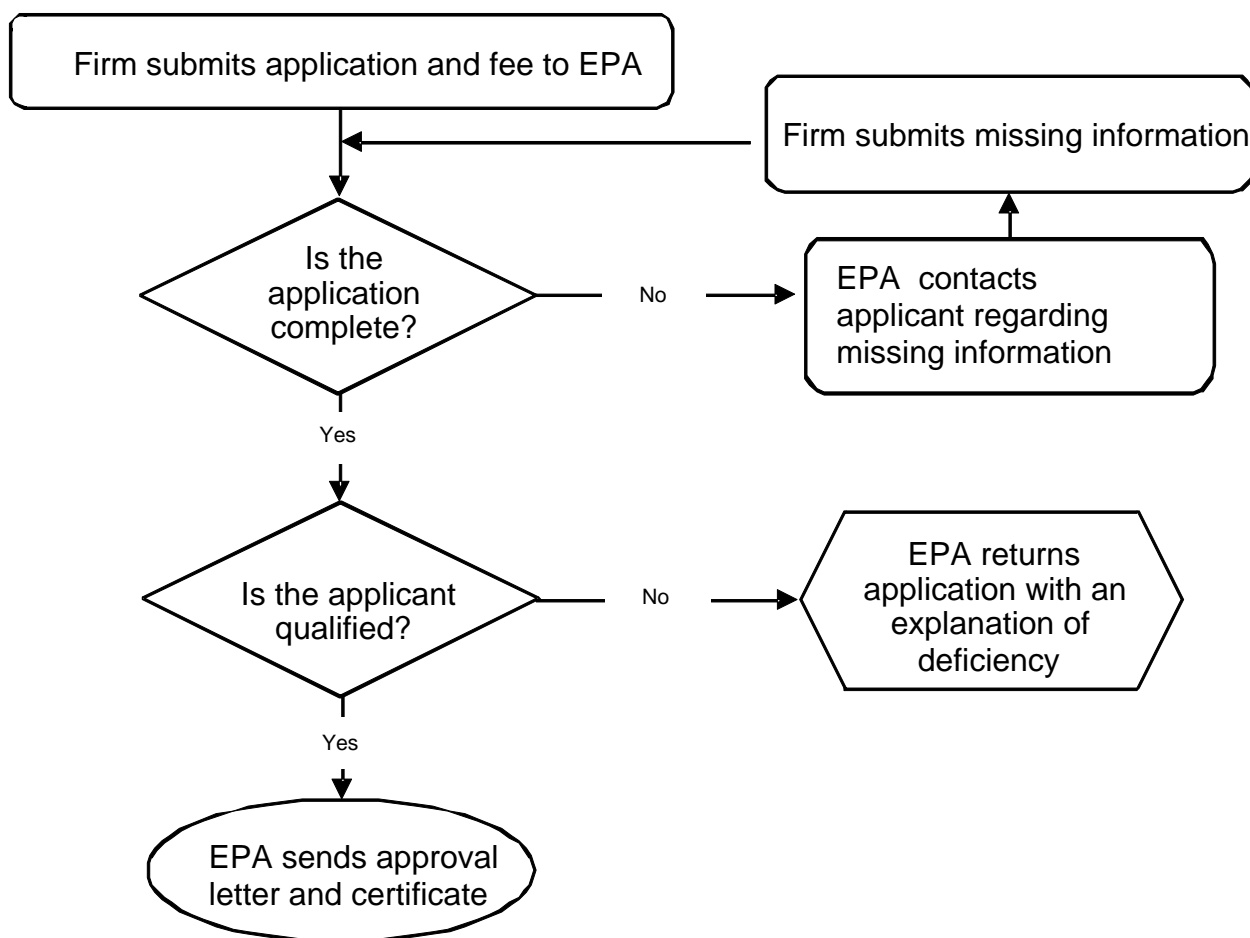 Firm submits application and fee to EPA
Firm submits missing information
Is the
application
complete?
No
EPA contacts
applicant regarding
missing information
Yes
Is the applicant
qualified?
No
EPA returns
application with an
explanation of
deficiency
Yes
EPA sends approval
letter and certificate